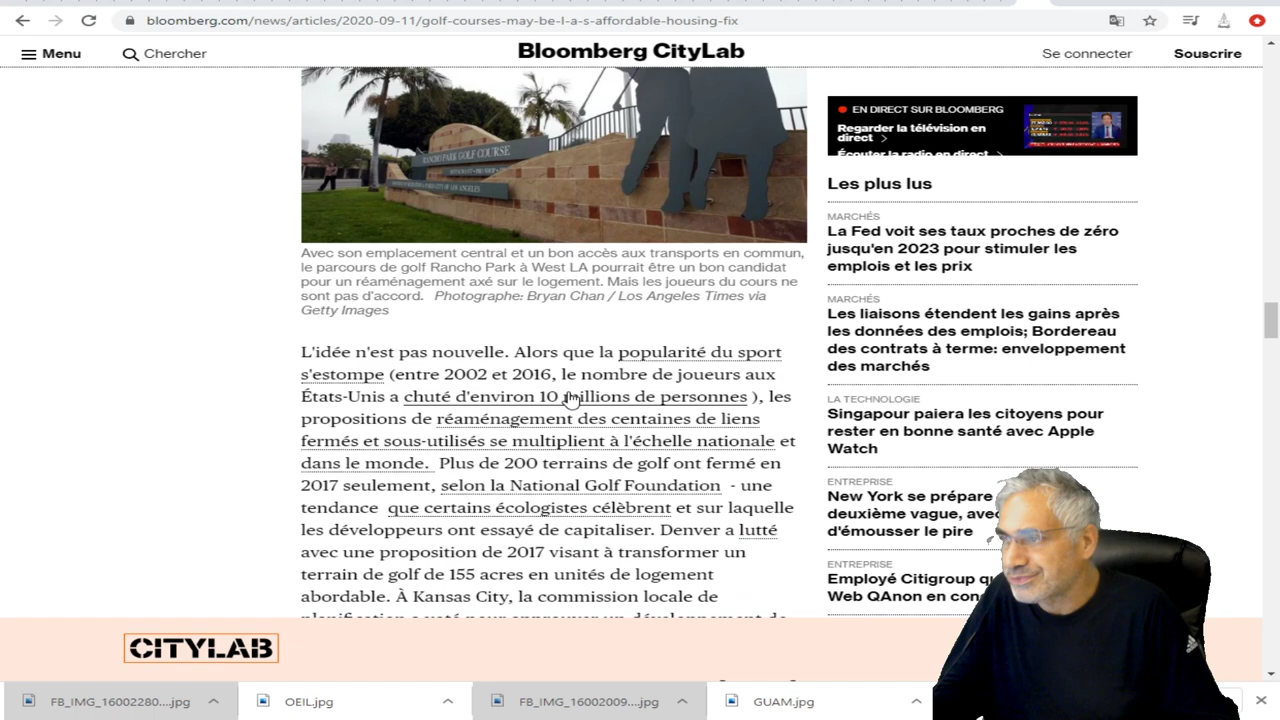 bloomberg.com/news/articles/2020-09-11/golf-courses-may-be-l-a-s-affordable-housing-fix
Menu
Chercher
Bloomberg CityLab
Se connecter
Souscrire
RANCHO PARK GOLF COURSE
Avec son emplacement central et un bon accès aux transports en commun,
le parcours de golf Rancho Park à West LA pourrait être un bon candidat
pour un réaménagement axé sur le logement. Mais les joueurs du cours ne
sont pas d'accord. Photographe: Bryan Chan / Los Angeles Times via
Getty Images
L'idée n'est pas nouvelle. Alors que la popularité du sport
s'estompe (entre 2002 et 2016, le nombre de joueurs aux
États-Unis a chuté d'environ 10 millions de personnes ), les
propositions de réaménagement des centaines de liens
fermés et sous-utilisés se multiplient à l'échelle nationale et
dans le monde. Plus de 200 terrains de golf ont fermé en
2017 seulement, selon la National Golf Foundation - une
tendance que certains écologistes célèbrent et sur laquelle
les développeurs ont essayé de capitaliser. Denver a lutté
avec une proposition de 2017 visant à transformer un
terrain de golf de 155 acres en unités de logement
abordable. À Kansas City, la commission locale de
planification a voté pour approuver un développement de
EN DIRECT SUR BLOOMBERG
Regarder la télévision en
direct >
Écouter la radio en direct >
Les plus lus
MARCHÉS
La Fed voit ses taux proches de zéro
jusqu'en 2023 pour stimuler les
emplois et les prix
MARCHÉS
Les liaisons étendent les gains après
les données des emplois; Bordereau
des contrats à terme: enveloppement
des marchés
LA TECHNOLOGIE
Singapour paiera les citoyens pour
rester en bonne santé avec Apple
Watch
ENTREPRISE
New York se prépare
deuxième vague, ave
d'émousser le pire
ENTREPRISE
Employé Citigroup qu
Web QAnon en con
CITYLAB
FB_IMG_16002280....jpg
OEIL.jpg
FB_IMG_16002009....jpg
GUAM.jpg